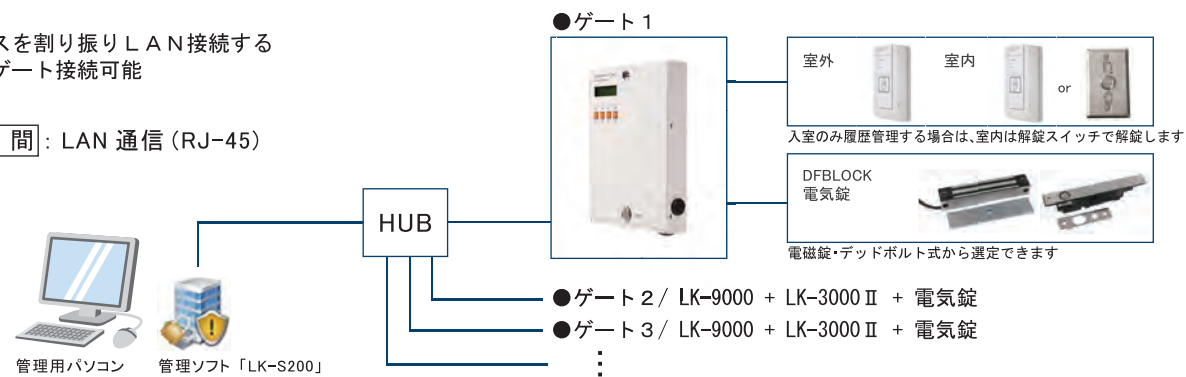 ●ゲート１
スを割り振りＬＡＮ接続する
ゲート接続可能
間 : LAN 通信 (RJ-45)
室外
室内
or
入室のみ履歴管理する場合は、室内は解錠スイッチで解錠します
DFBLOCK
電気錠
電磁錠・デッドボルト式から選定できます
HUB
●ゲート２/ LK-9000 + LK-3000Ⅱ + 電気錠
●ゲート３/ LK-9000 + LK-3000Ⅱ + 電気錠
⋮
管理用パソコン
管理ソフト「LK-S200」